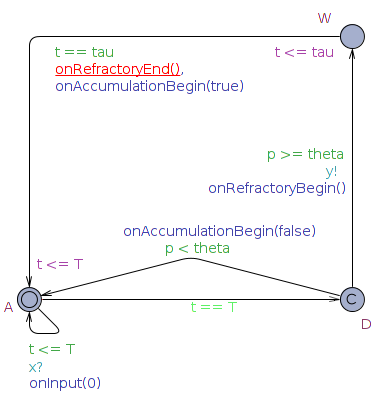 W
t == tau
t <= tau
onRefractoryEnd(),
onAccumulationBegin(true)
p >= theta
y!
onRefractoryBegin()
onAccumulationBegin(false)
p < theta
t <= T
A
t == T
C
D
t <= T
x?
onInput(0)